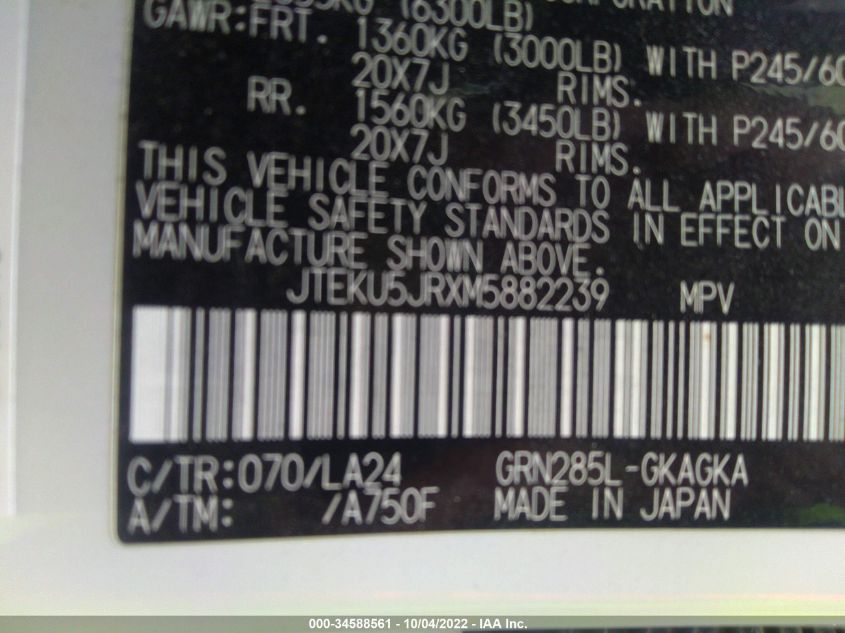 (6300LB)
GAWR:FRT. 1360KG (3000LB) WITH P245/60
20X7J RIMS.
RR. 1560KG (3450LB) WITH P245/60
20X7J RIMS.
THIS VEHICLE CONFORMS TO ALL APPLICABL
VEHICLE SAFETY STANDARDS IN EFFECT ON
MANUFACTURE SHOWN ABOVE.
JTEKU5JRXM5882239 MPV
C/TR:070/LA24 GRN285L-GKAGKA
A/TM: /A750F MADE IN JAPAN
000-34588561 - 10/04/2022 - IAA Inc.